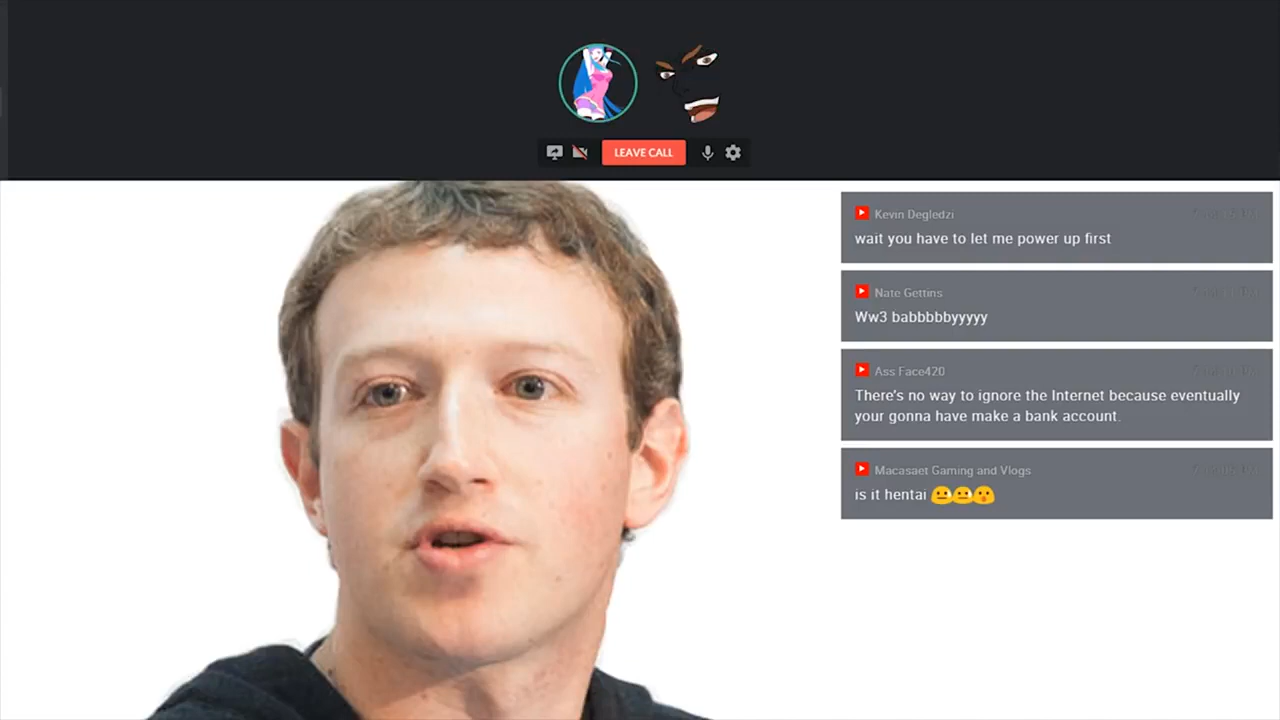 LEAVE CALL
Kevin Degledzi
wait you have to let me power up first
Nate Gettins
Ww3 babbbbbyyyyy
Ass Face420
There's no way to ignore the Internet because eventually
your gonna have make a bank account.
Macasaet Gaming and Vlogs
is it hentai 😐😐😗